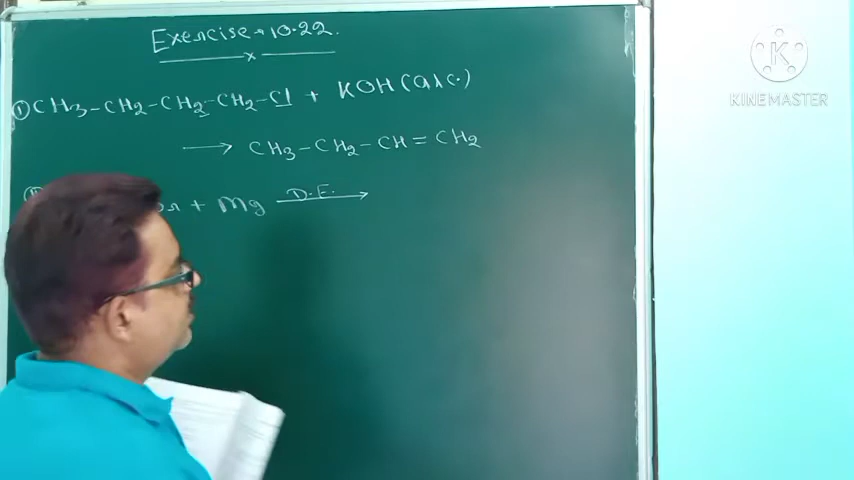 Exercise-10.22.
① CH3-CH2-CH2-CH2-Cl + KOH (alc.)
→ CH3-CH2-CH=CH2
+ Mg D.E. →
K
KINEMASTER